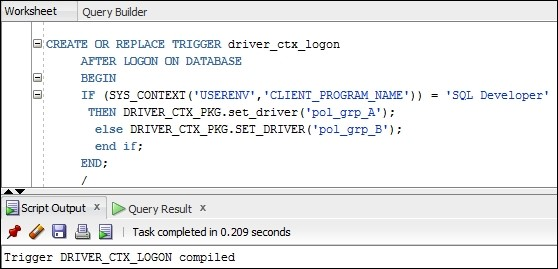 Worksheet Query Builder
CREATE OR REPLACE TRIGGER driver_ctx_logon
AFTER LOGON ON DATABASE
BEGIN
IF (SYS_CONTEXT('USERENV','CLIENT_PROGRAM_NAME')) = 'SQL Developer'
THEN DRIVER_CTX_PKG.set_driver('pol_grp_A');
else DRIVER_CTX_PKG.SET_DRIVER('pol_grp_B');
end if;
END;
/
Script Output x Query Result x
Task completed in 0.209 seconds
Trigger DRIVER_CTX_LOGON compiled